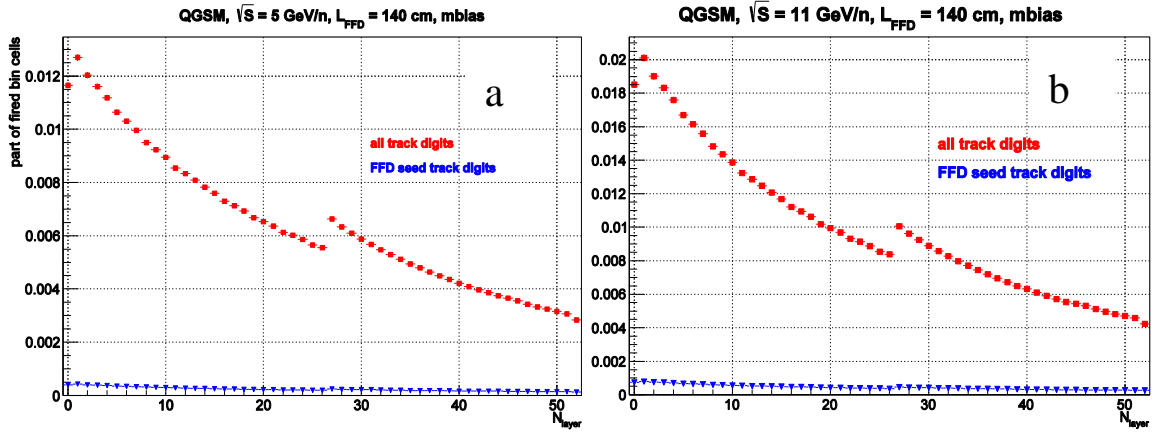 QGSM, √S = 5 GeV/n, L_FFD = 140 cm, mbias
part of fired bin cells
0.012
0.01
0.008
0.006
0.004
0.002
0
a
all track digits
FFD seed track digits
0 10 20 30 40 50
N_layer
QGSM, √S = 11 GeV/n, L_FFD = 140 cm, mbias
0.02
0.018
0.016
0.014
0.012
0.01
0.008
0.006
0.004
0.002
0
b
all track digits
FFD seed track digits
0 10 20 30 40 50
N_layer